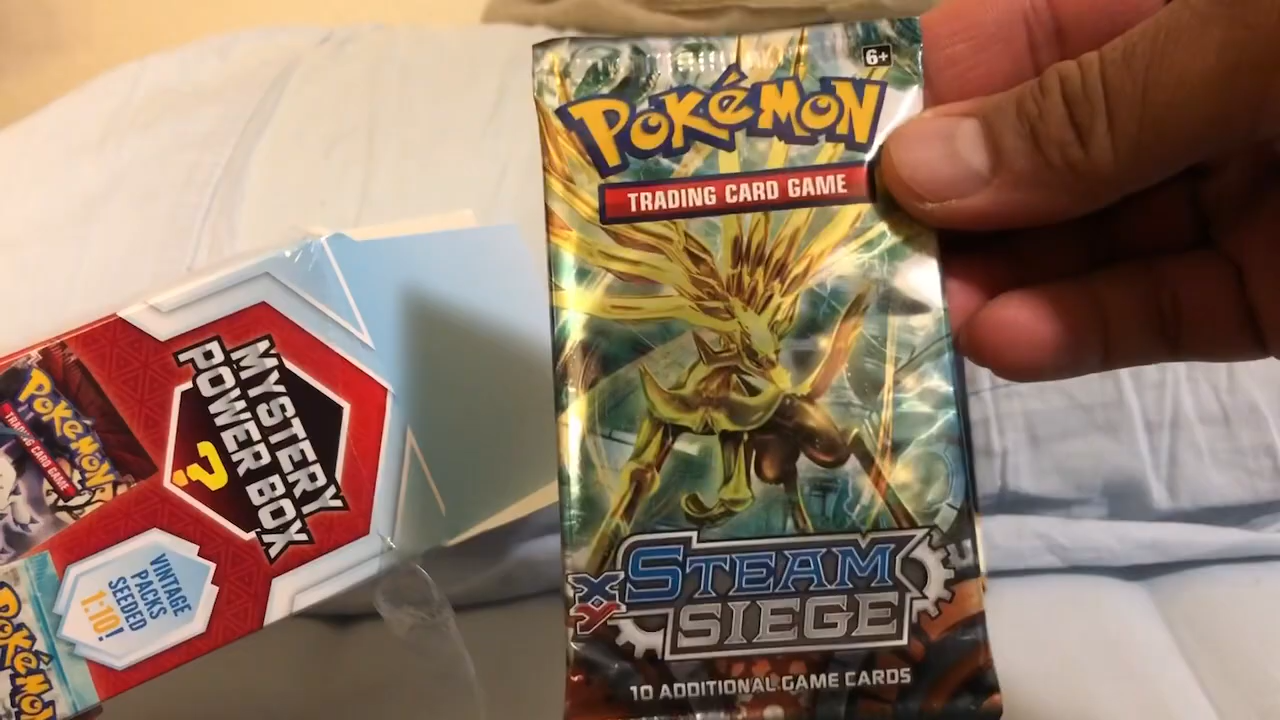 6+
POKéMON
TRADING CARD GAME
XY
STEAM
SIEGE
10 ADDITIONAL GAME CARDS
MYSTERY
POWER BOX
?
VINTAGE
PACKS
SEEDED
1:10!
POKéMON
TRADING CARD GAME
POKéMON